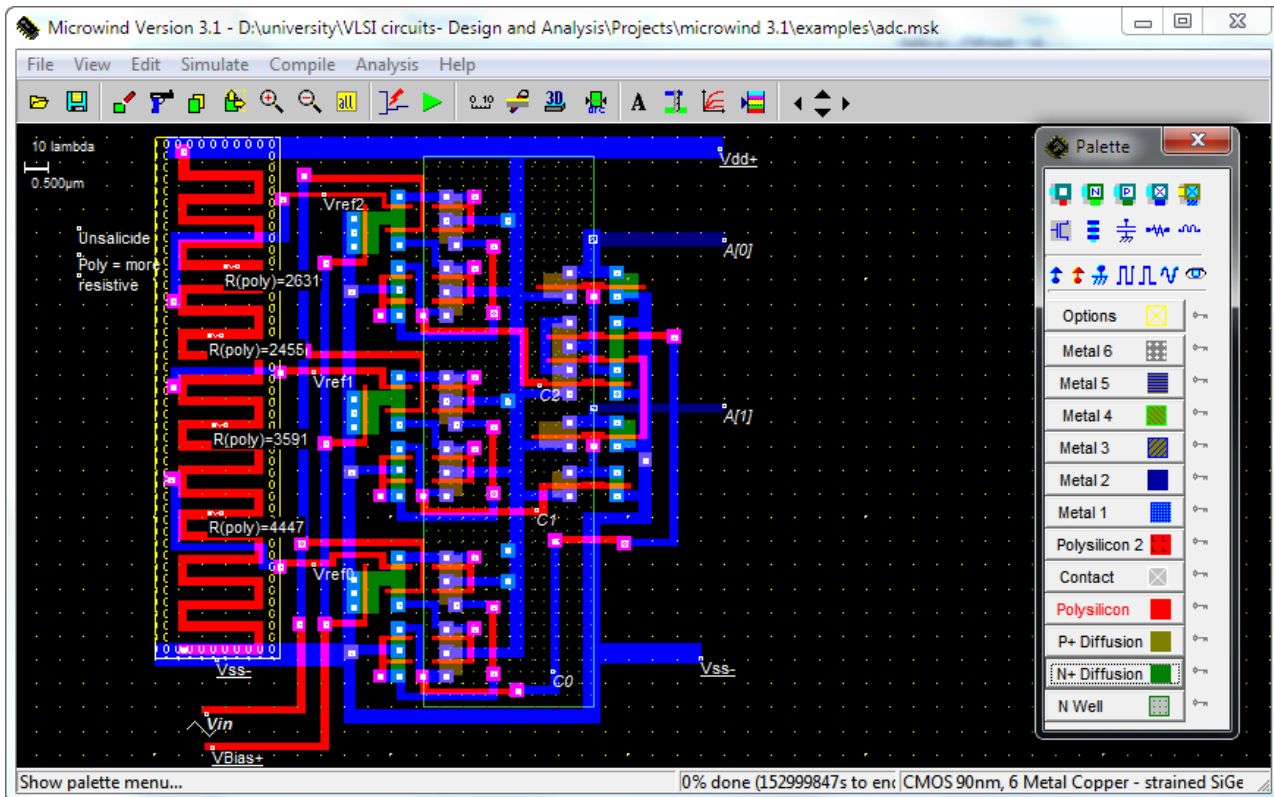 Microwind Version 3.1 - D:\university\VLSI circuits- Design and Analysis\Projects\microwind 3.1\examples\adc.msk
File View Edit Simulate Compile Analysis Help
10 lambda
0.500µm
Vdd+
Vref2
Unsalicide
Poly = more
resistive
A[0]
R(poly)=2631
R(poly)=2455
Vref1
C2
A[1]
R(poly)=3591
C1
R(poly)=4447
Vref0
Vss-
C0
Vss-
Vin
VBias+
Palette
Options
Metal 6
Metal 5
Metal 4
Metal 3
Metal 2
Metal 1
Polysilicon 2
Contact
Polysilicon
P+ Diffusion
N+ Diffusion
N Well
Show palette menu...
0% done (152999847s to enc
CMOS 90nm, 6 Metal Copper - strained SiGe